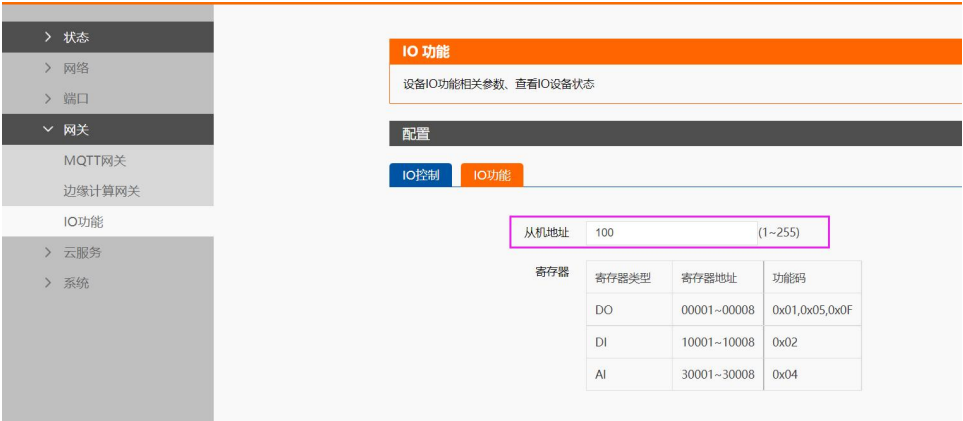 状态
网络
端口
网关
MQTT网关
边缘计算网关
IO功能
云服务
系统
IO 功能
设备IO功能相关参数、查看IO设备状态
配置
IO控制 IO功能
从机地址 100 (1~255)
寄存器 寄存器类型 寄存器地址 功能码
DO 00001~00008 0x01,0x05,0x0F
DI 10001~10008 0x02
AI 30001~30008 0x04